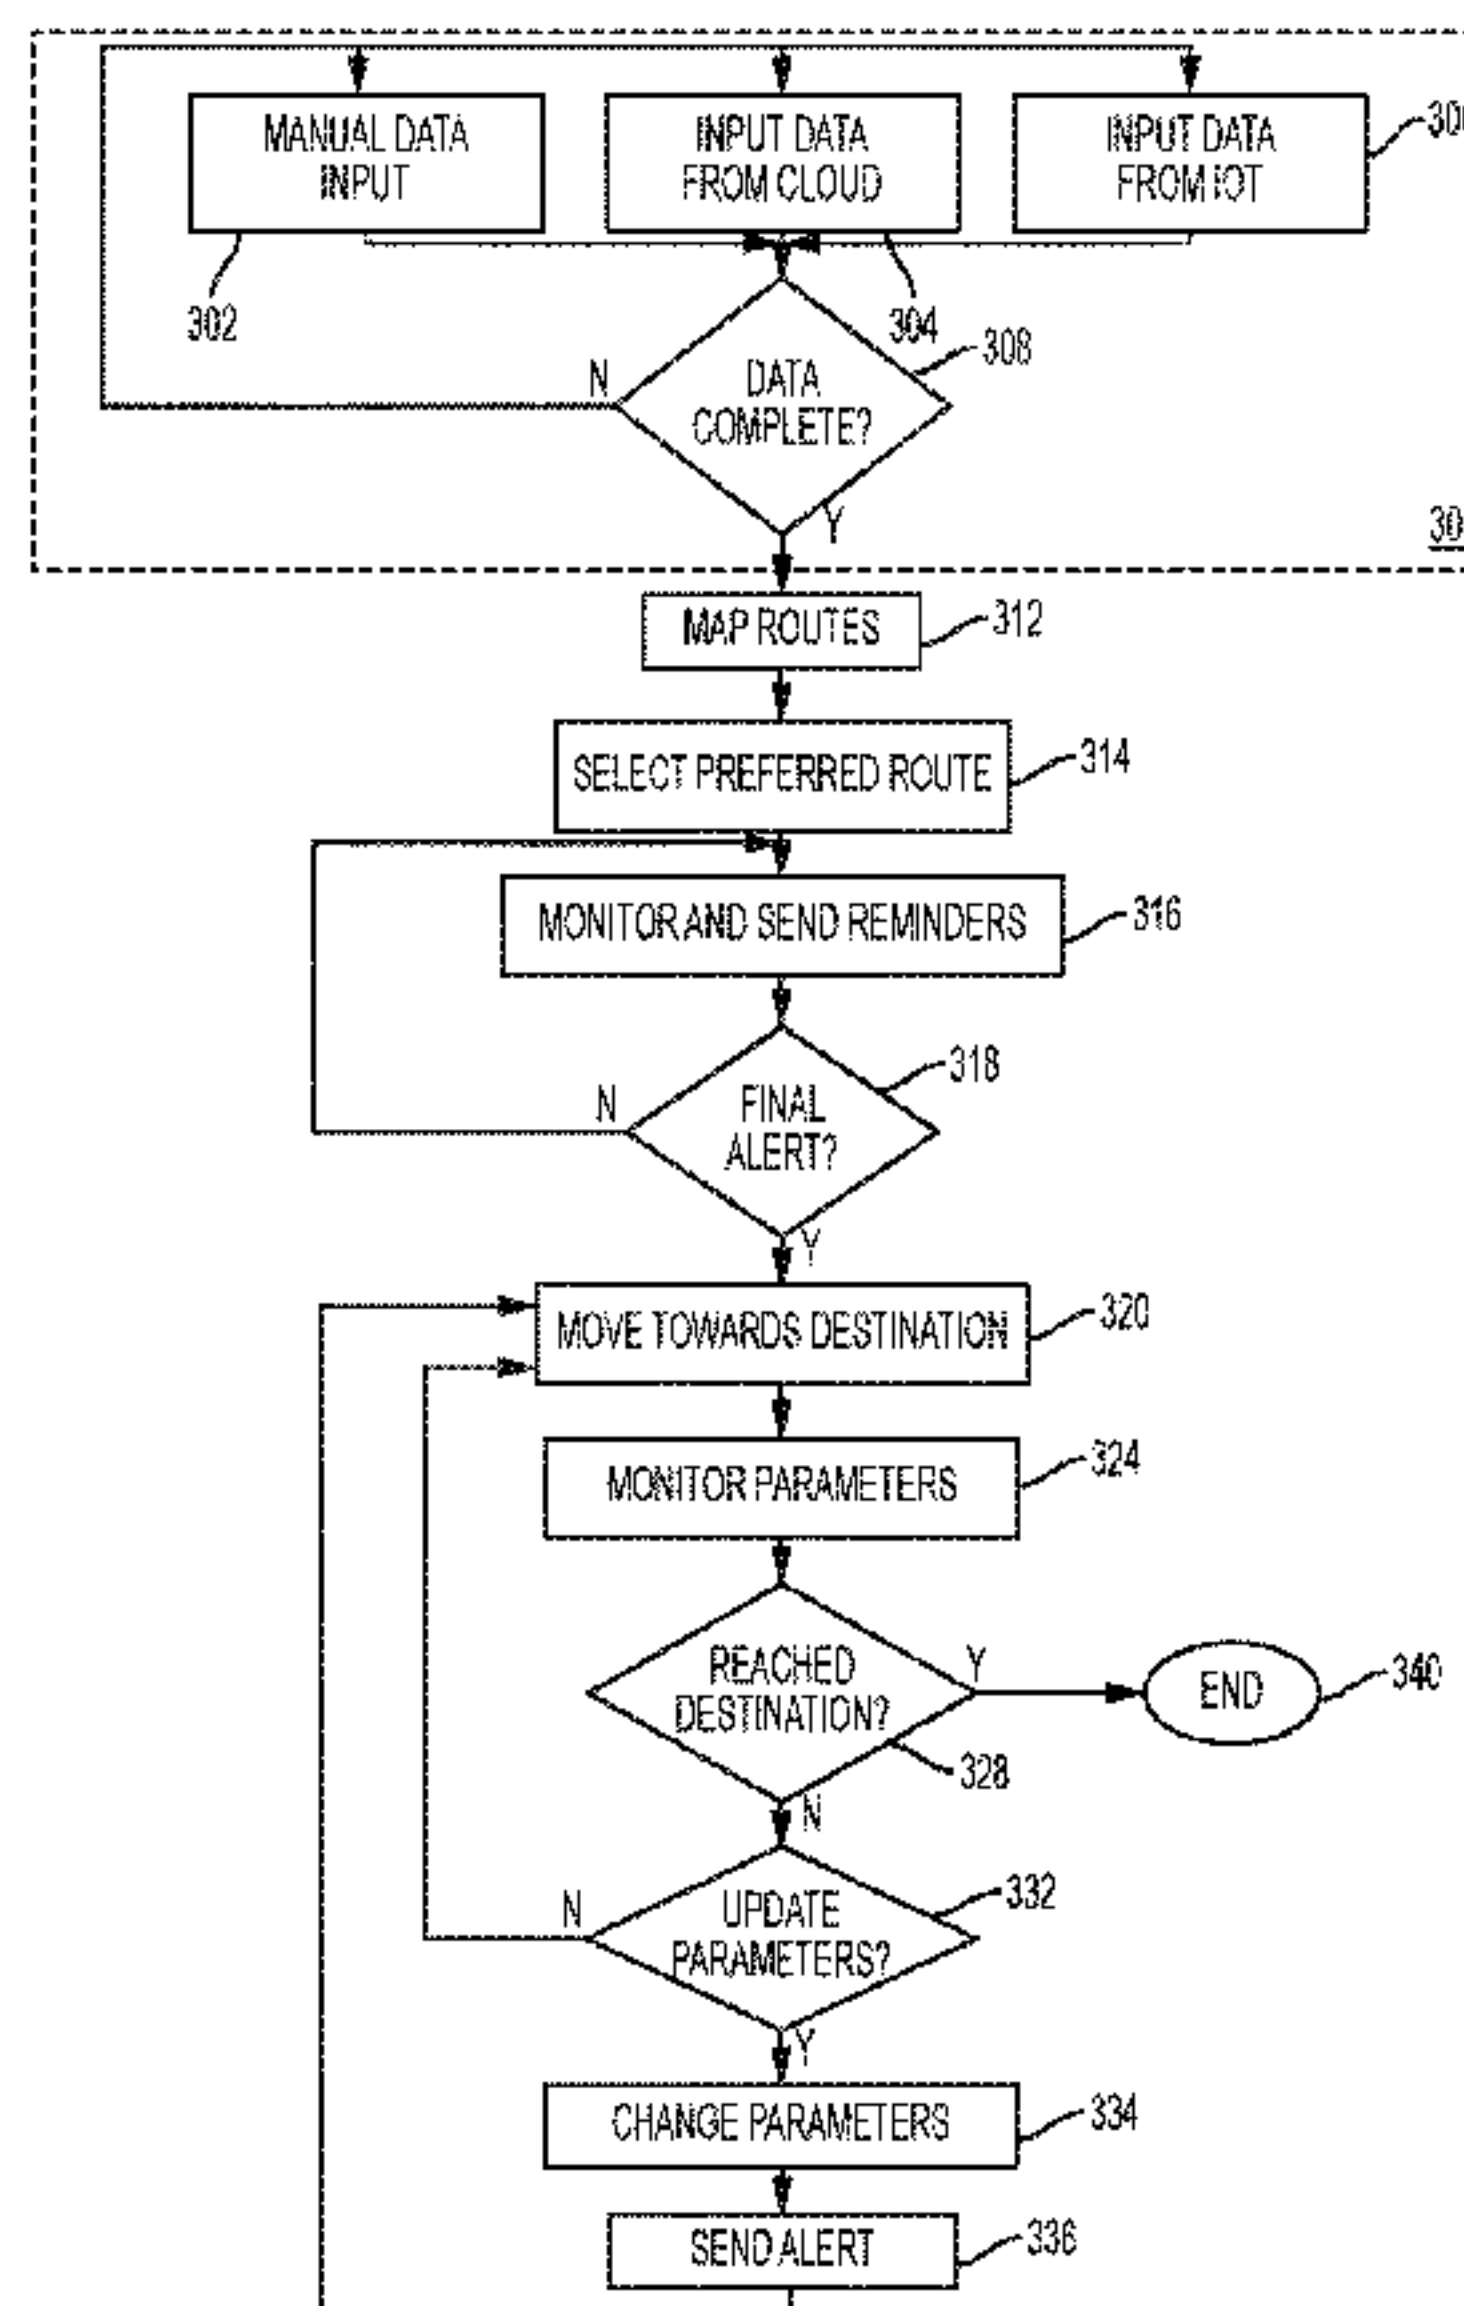 MANUAL DATA
INPUT
INPUT DATA
FROM CLOUD
INPUT DATA
FROM IOT
302
304
308
DATA
COMPLETE?
N
Y
MAP ROUTES
312
SELECT PREFERRED ROUTE
314
MONITOR AND SEND REMINDERS
316
318
FINAL
ALERT?
N
Y
MOVE TOWARDS DESTINATION
320
MONITOR PARAMETERS
324
REACHED
DESTINATION?
Y
END
340
328
N
332
UPDATE
PARAMETERS?
N
Y
CHANGE PARAMETERS
334
SEND ALERT
336